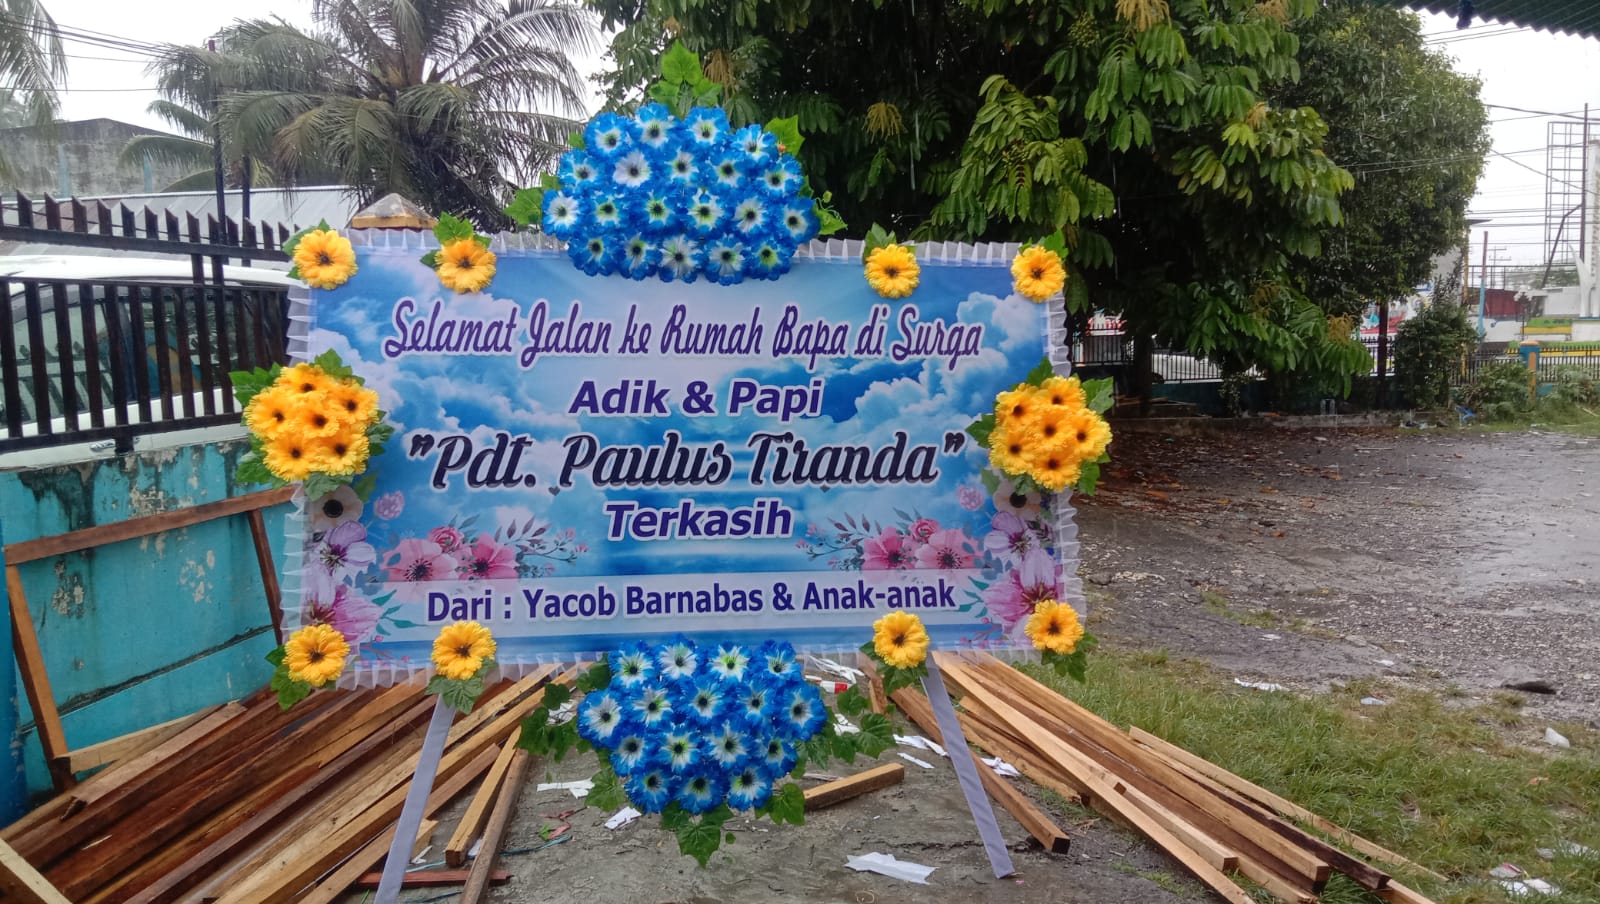 Selamat Jalan ke Rumah Bapa di Surga
Adik & Papi
"Pdt. Paulus Tiranda"
Terkasih
Dari : Yacob Barnabas & Anak-anak